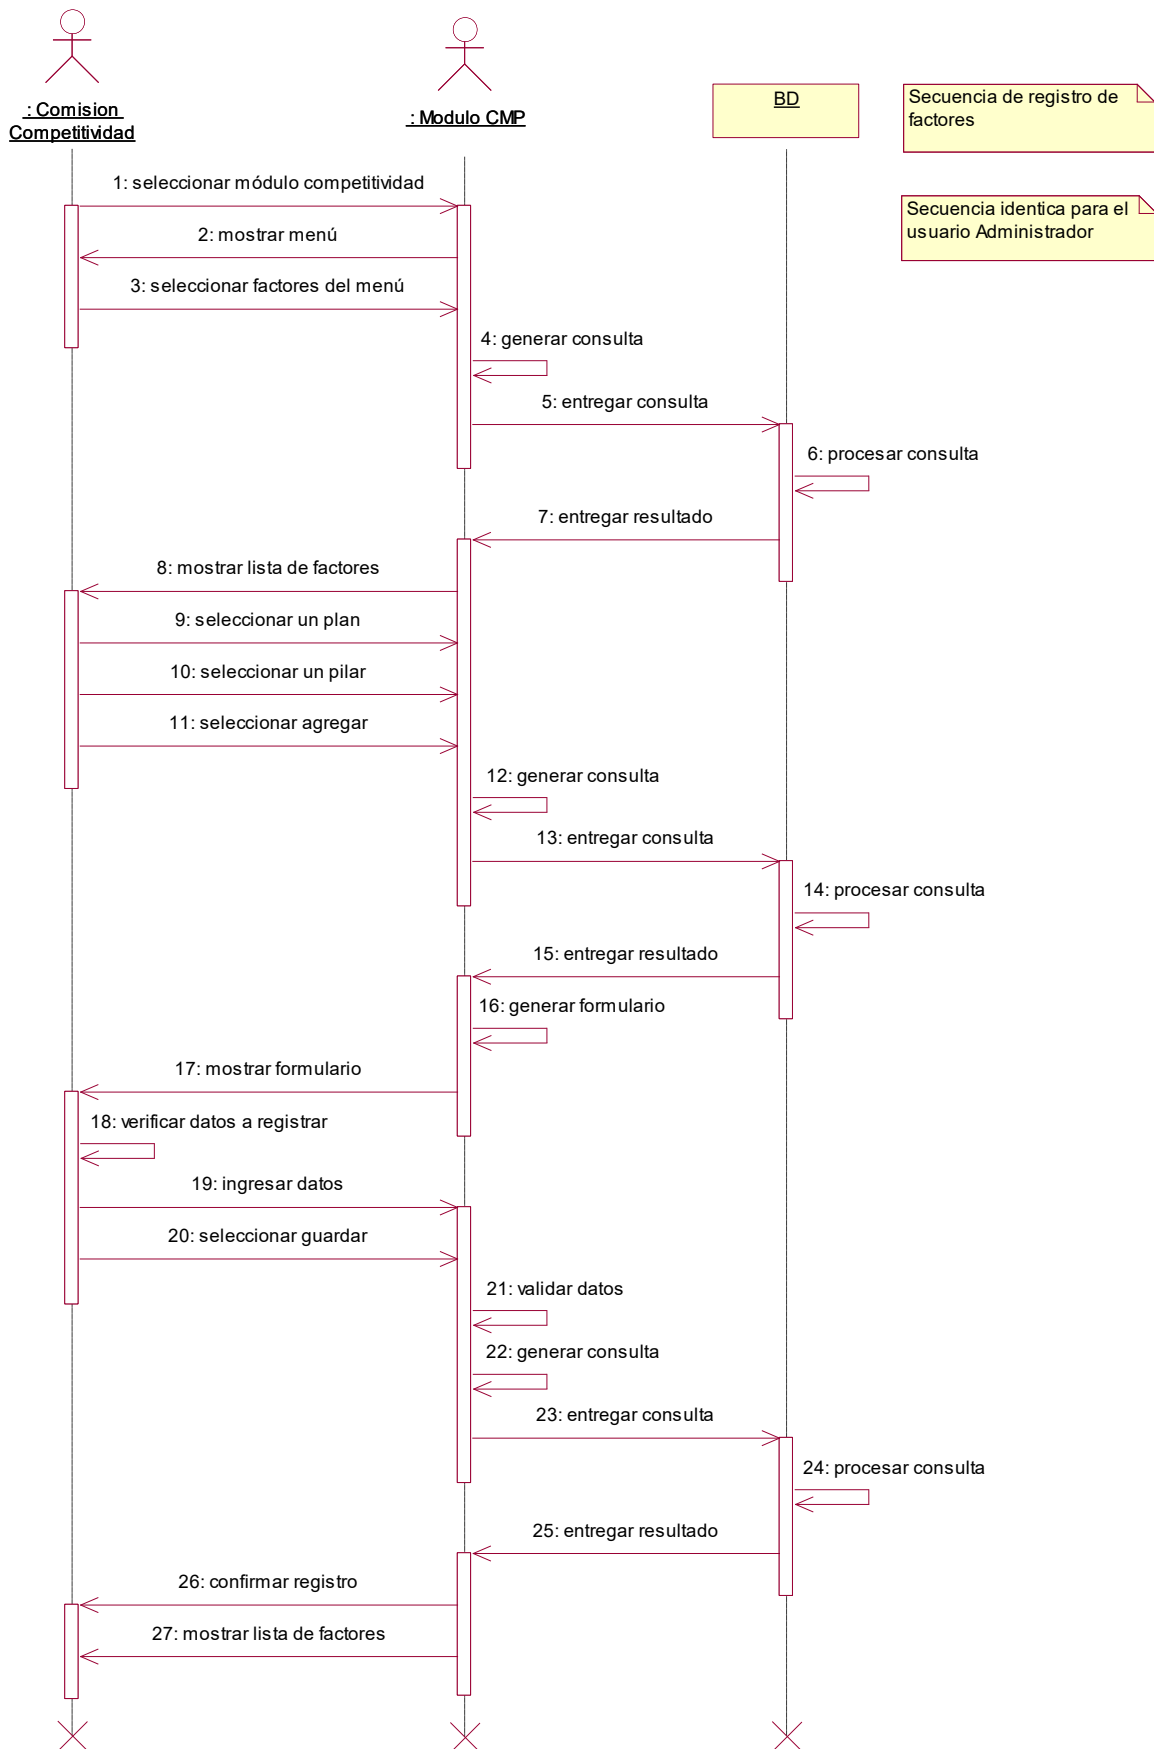 : Comision
Competitividad
: Modulo CMP
BD
Secuencia de registro de
factores
Secuencia identica para el
usuario Administrador
1: seleccionar módulo competitividad
2: mostrar menú
3: seleccionar factores del menú
4: generar consulta
5: entregar consulta
6: procesar consulta
7: entregar resultado
8: mostrar lista de factores
9: seleccionar un plan
10: seleccionar un pilar
11: seleccionar agregar
12: generar consulta
13: entregar consulta
14: procesar consulta
15: entregar resultado
16: generar formulario
17: mostrar formulario
18: verificar datos a registrar
19: ingresar datos
20: seleccionar guardar
21: validar datos
22: generar consulta
23: entregar consulta
24: procesar consulta
25: entregar resultado
26: confirmar registro
27: mostrar lista de factores